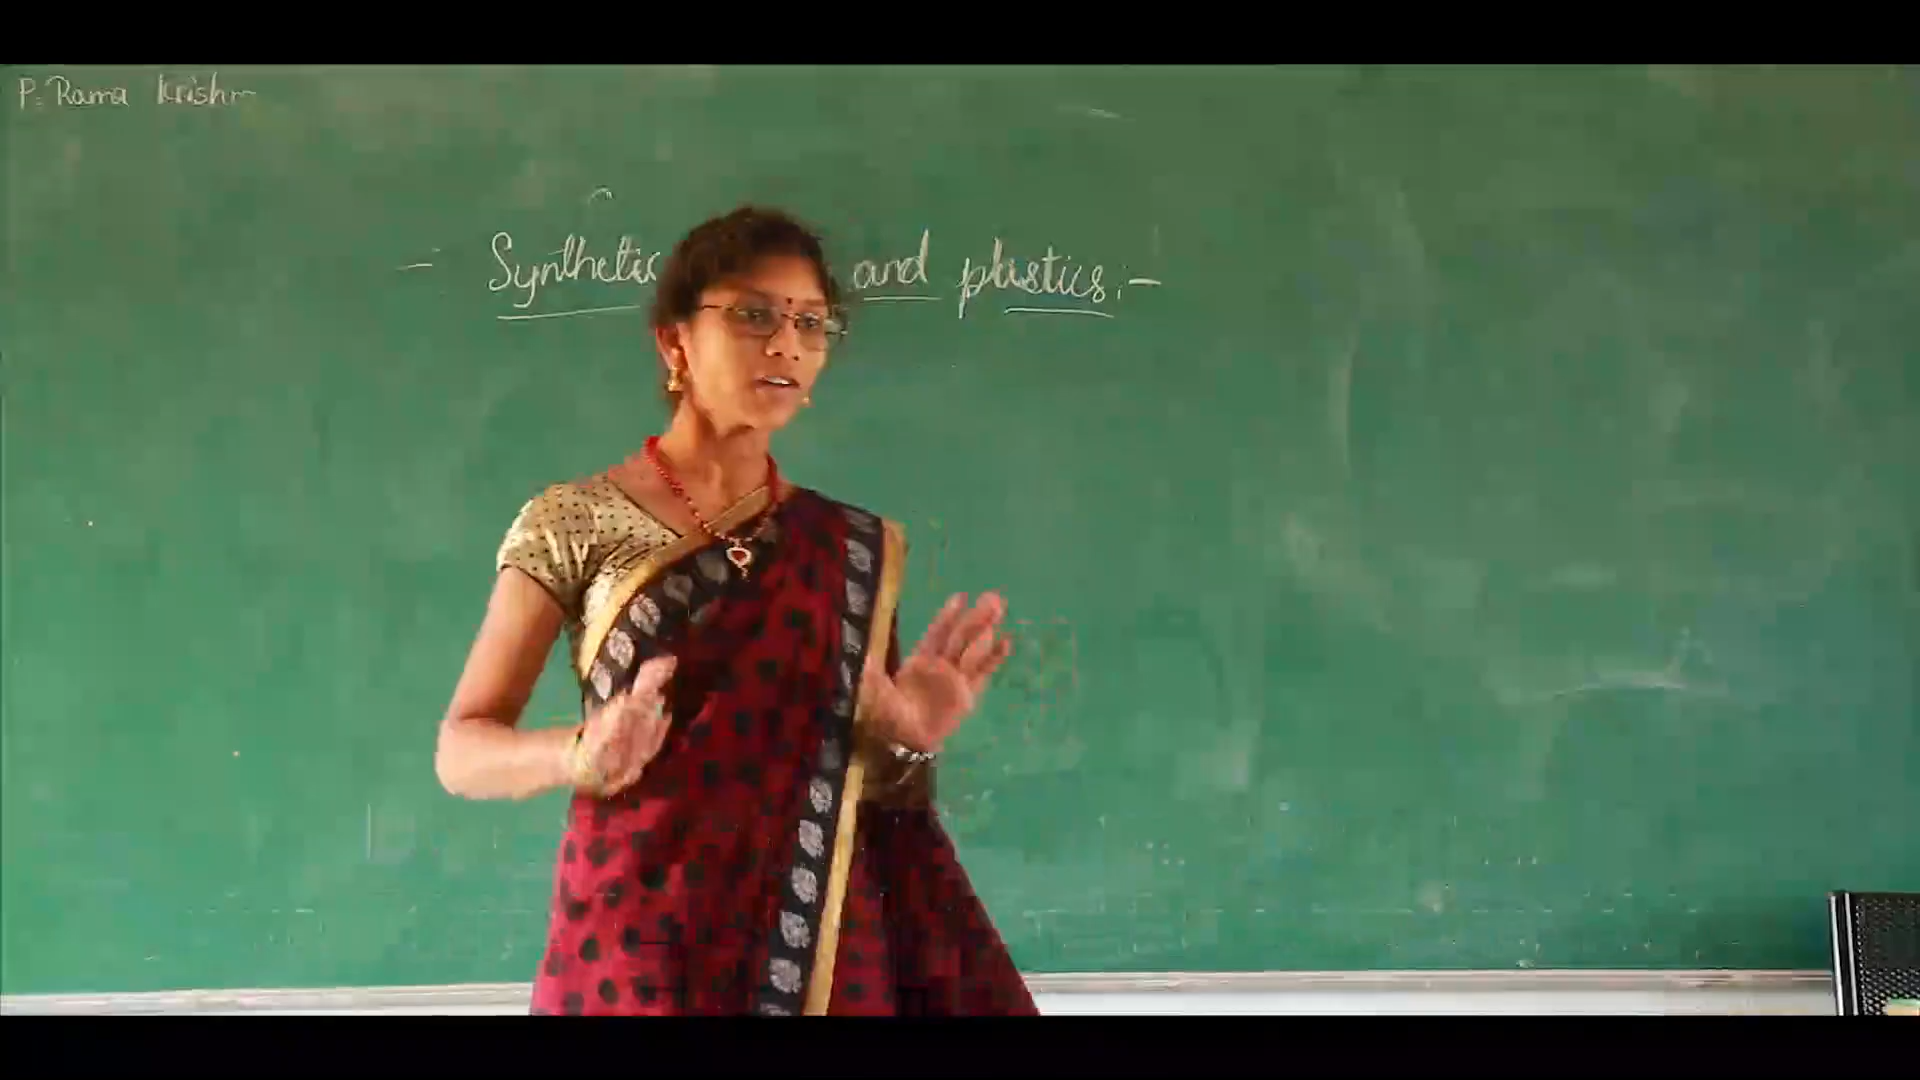 P. Rama Krishn
- Synthetic and plastics :-